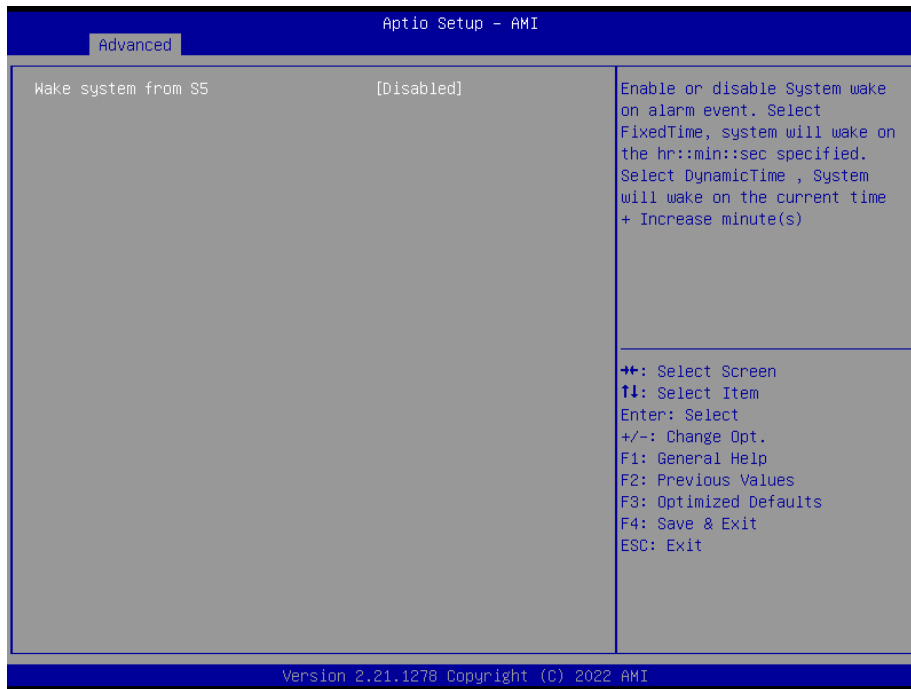 Aptio Setup – AMI
Advanced
Wake system from S5 [Disabled]
Enable or disable System wake
on alarm event. Select
FixedTime, system will wake on
the hr::min::sec specified.
Select DynamicTime , System
will wake on the current time
+ Increase minute(s)
→←: Select Screen
↑↓: Select Item
Enter: Select
+/-: Change Opt.
F1: General Help
F2: Previous Values
F3: Optimized Defaults
F4: Save & Exit
ESC: Exit
Version 2.21.1278 Copyright (C) 2022 AMI